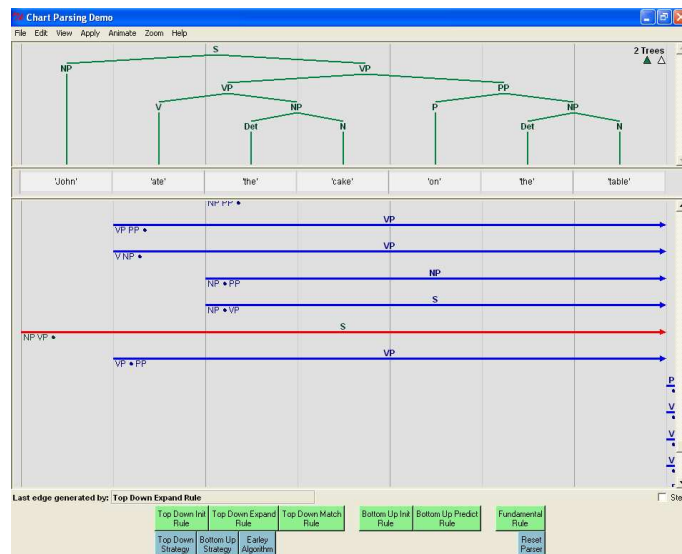 Chart Parsing Demo
File Edit View Apply Animate Zoom Help
S
2 Trees
NP VP
VP PP
V NP P NP
Det N Det N
'John' 'ate' 'the' 'cake' 'on' 'the' 'table'
NP PP •
VP
VP PP •
VP
V NP •
NP
NP • PP
S
NP • VP
S
NP VP •
VP
VP • PP
P
V
V
V
Last edge generated by: Top Down Expand Rule
Ste
Top Down Init Rule
Top Down Expand Rule
Top Down Match Rule
Bottom Up Init Rule
Bottom Up Predict Rule
Fundamental Rule
Top Down Strategy
Bottom Up Strategy
Earley Algorithm
Reset Parser